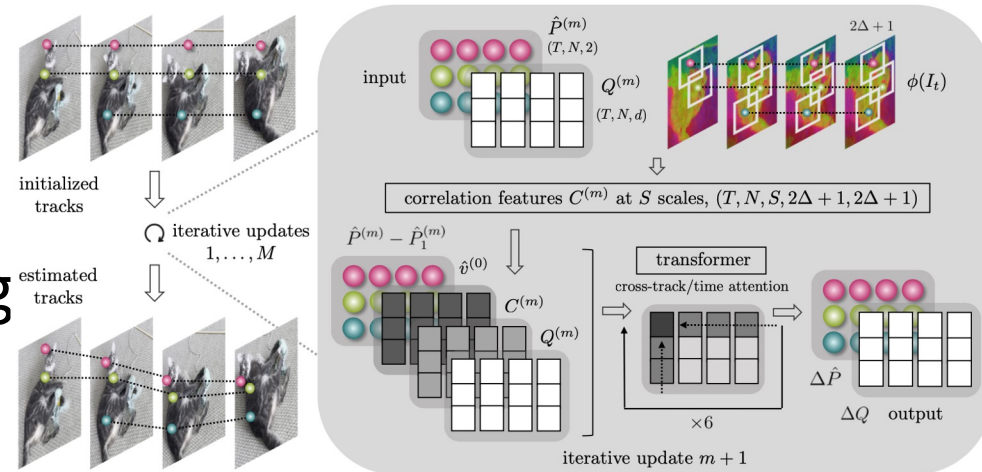 initialized
tracks
iterative updates
1, . . . , M
estimated
tracks
g
input
P̂^(m)
(T, N, 2)
Q^(m)
(T, N, d)
2Δ + 1
ϕ(I_t)
correlation features C^(m) at S scales, (T, N, S, 2Δ + 1, 2Δ + 1)
P̂^(m) − P̂_1^(m)
v̂^(0)
C^(m)
Q^(m)
transformer
cross-track/time attention
×6
ΔP̂
ΔQ output
iterative update m + 1